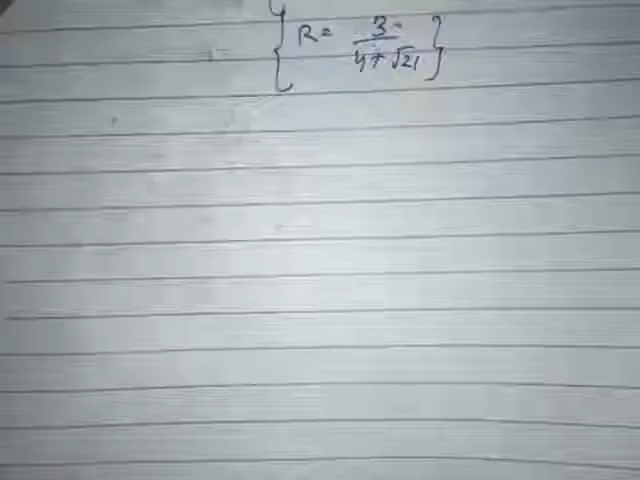 { R = 3 / (4 + √21) }